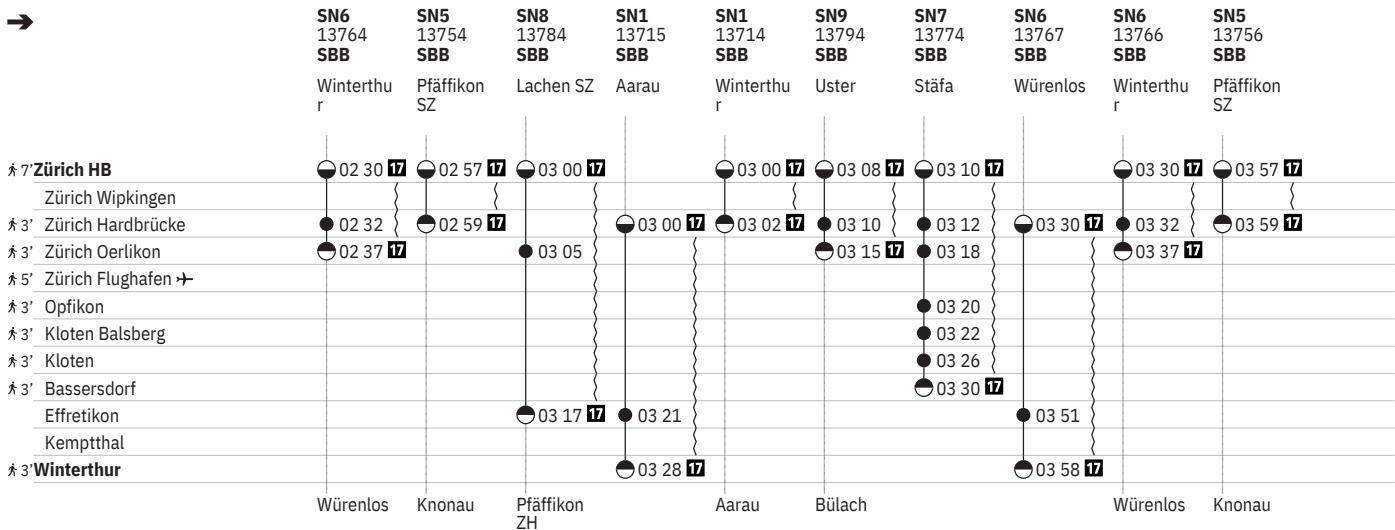 ➔ SN6 SN5 SN8 SN1 SN1 SN9 SN7 SN6 SN6 SN5
13764 13754 13784 13715 13714 13794 13774 13767 13766 13756
SBB SBB SBB SBB SBB SBB SBB SBB SBB SBB
Winterthu Pfäffikon Lachen SZ Aarau Winterthu Uster Stäfa Würenlos Winterthu Pfäffikon
r SZ r r SZ
7’ Zürich HB 02 30 17 02 57 17 03 00 17 03 00 17 03 08 17 03 10 17 03 30 17 03 57 17
Zürich Wipkingen
3’ Zürich Hardbrücke 02 32 02 59 17 03 00 17 03 02 17 03 10 03 12 03 30 17 03 32 03 59 17
3’ Zürich Oerlikon 02 37 17 03 05 03 15 17 03 18 03 37 17
5’ Zürich Flughafen
3’ Opfikon 03 20
3’ Kloten Balsberg 03 22
3’ Kloten 03 26
3’ Bassersdorf 03 30 17
Effretikon 03 17 17 03 21 03 51
Kemptthal
3’ Winterthur 03 28 17 03 58 17
Würenlos Knonau Pfäffikon Aarau Bülach Würenlos Knonau
ZH